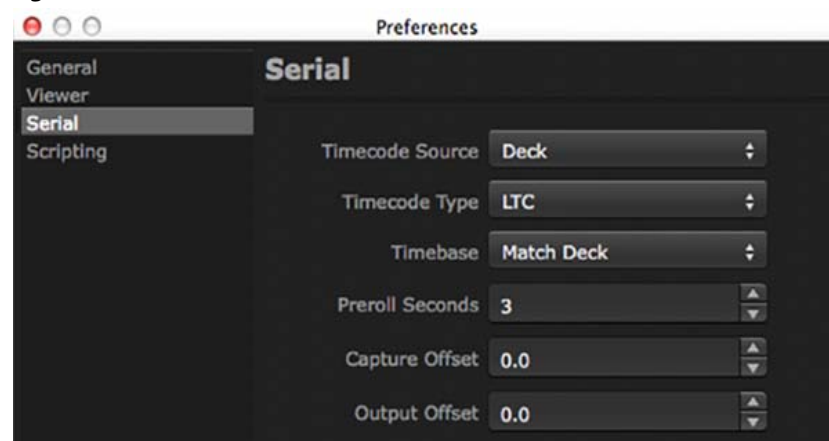 Preferences
General
Viewer
Serial
Scripting
Serial
Timecode Source Deck
Timecode Type LTC
Timebase Match Deck
Preroll Seconds 3
Capture Offset 0.0
Output Offset 0.0